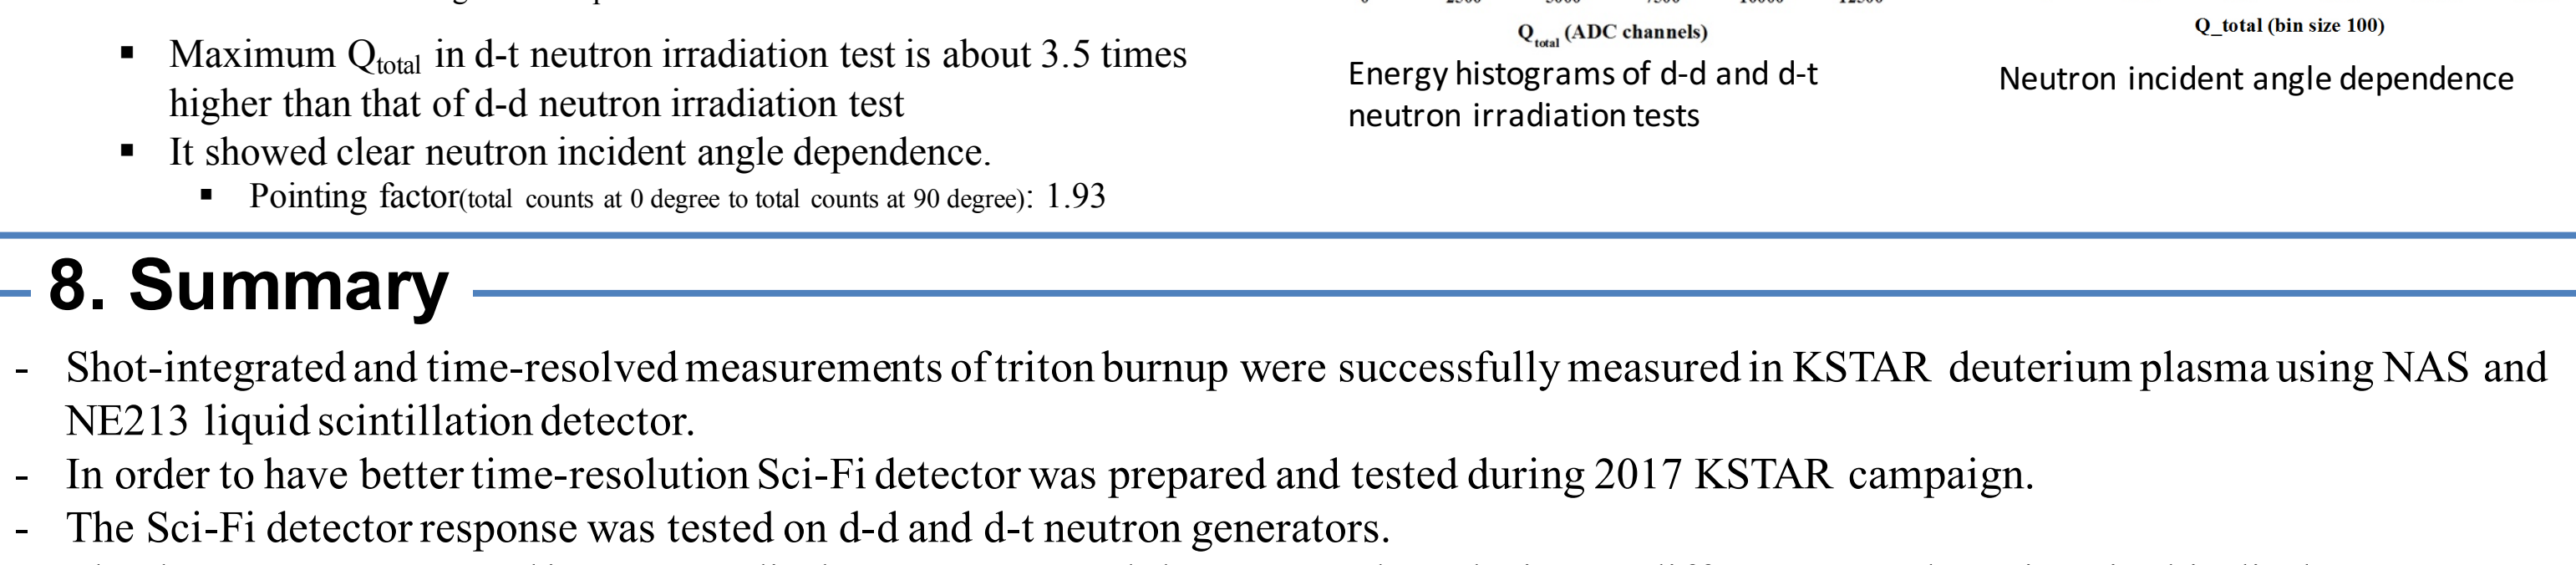 Q_total (bin size 100)
Q total (ADC channels)
▪ Maximum Qtotal in d-t neutron irradiation test is about 3.5 times
higher than that of d-d neutron irradiation test
▪ It showed clear neutron incident angle dependence.
▪ Pointing factor(total counts at 0 degree to total counts at 90 degree): 1.93
Energy histograms of d-d and d-t
neutron irradiation tests
Neutron incident angle dependence
8. Summary
- Shot-integrated and time-resolved measurements of triton burnup were successfully measured in KSTAR deuterium plasma using NAS and
NE213 liquid scintillation detector.
- In order to have better time-resolution Sci-Fi detector was prepared and tested during 2017 KSTAR campaign.
- The Sci-Fi detector response was tested on d-d and d-t neutron generators.